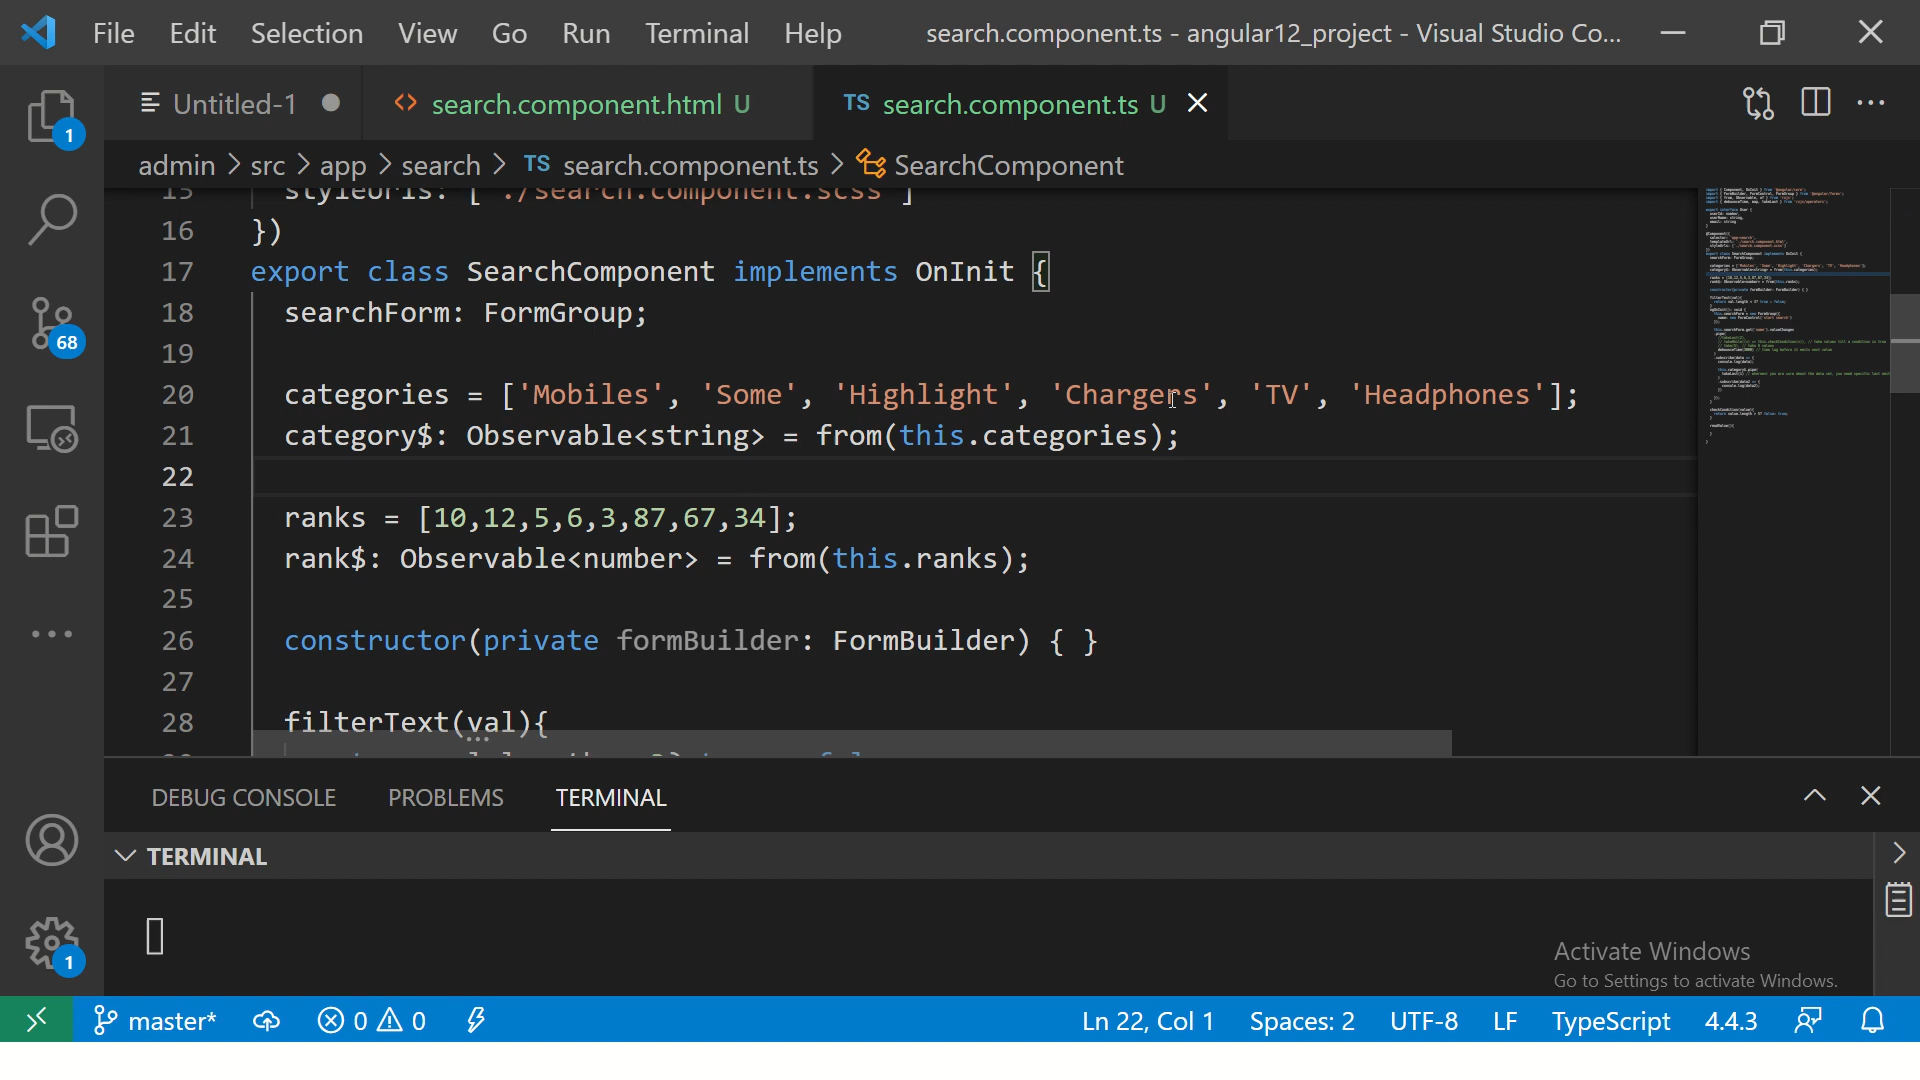 File Edit Selection View Go Run Terminal Help search.component.ts - angular12_project - Visual Studio Co...
Untitled-1 search.component.html U TS search.component.ts U
1
admin > src > app > search > TS search.component.ts > SearchComponent
15 styleUrls: ['./search.component.scss']
16 })
17 export class SearchComponent implements OnInit {
18 searchForm: FormGroup;
19
20 categories = ['Mobiles', 'Some', 'Highlight', 'Chargers', 'TV', 'Headphones'];
21 category$: Observable<string> = from(this.categories);
22
23 ranks = [10,12,5,6,3,87,67,34];
24 rank$: Observable<number> = from(this.ranks);
25
26 constructor(private formBuilder: FormBuilder) { }
27
28 filterText(val){
68
DEBUG CONSOLE PROBLEMS TERMINAL
TERMINAL
Activate Windows
Go to Settings to activate Windows.
1
master* 0 0 Ln 22, Col 1 Spaces: 2 UTF-8 LF TypeScript 4.4.3